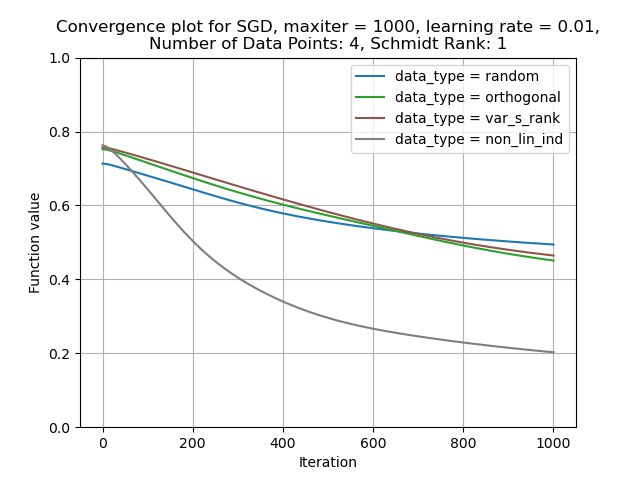 Convergence plot for SGD, maxiter = 1000, learning rate = 0.01,
Number of Data Points: 4, Schmidt Rank: 1
data_type = random
data_type = orthogonal
data_type = var_s_rank
data_type = non_lin_ind
Function value
1.0
0.8
0.6
0.4
0.2
0.0
0 200 400 600 800 1000
Iteration